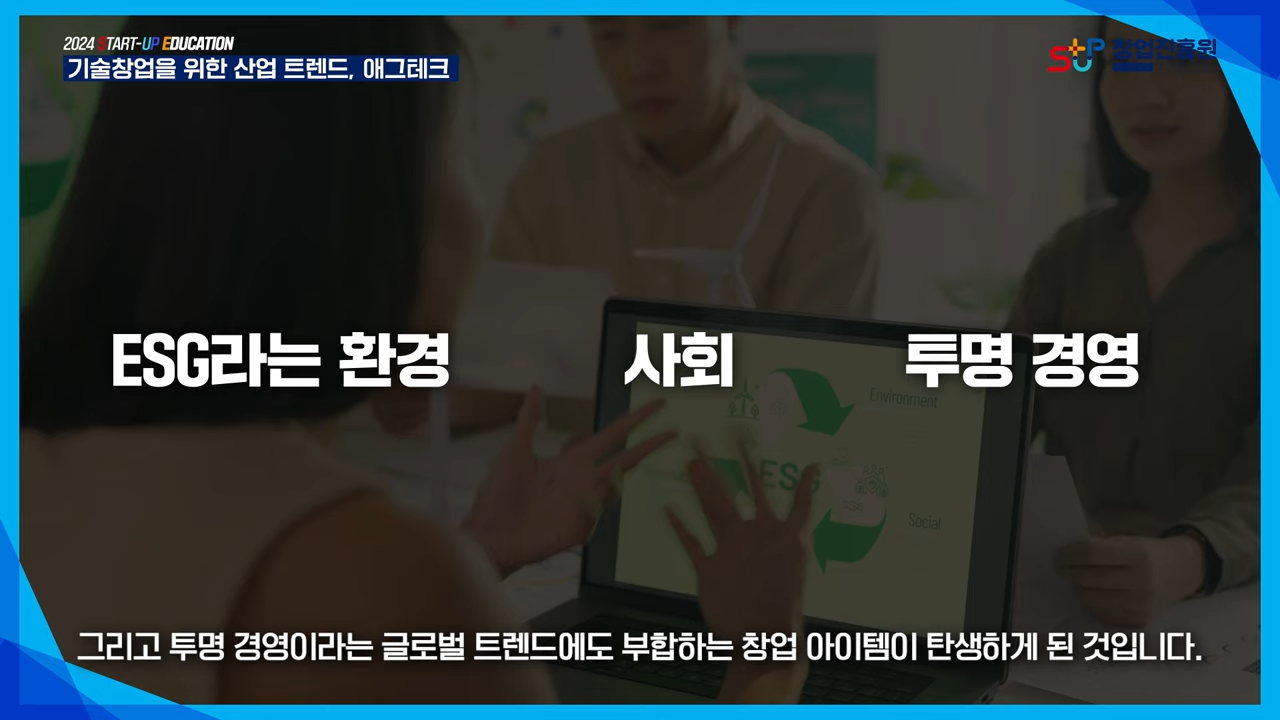 2024 START-UP EDUCATION
기술창업을 위한 산업 트렌드, 애그테크
창업진흥원
ESG라는 환경 사회 투명 경영
Environment
ESG
Social
그리고 투명 경영이라는 글로벌 트렌드에도 부합하는 창업 아이템이 탄생하게 된 것입니다.